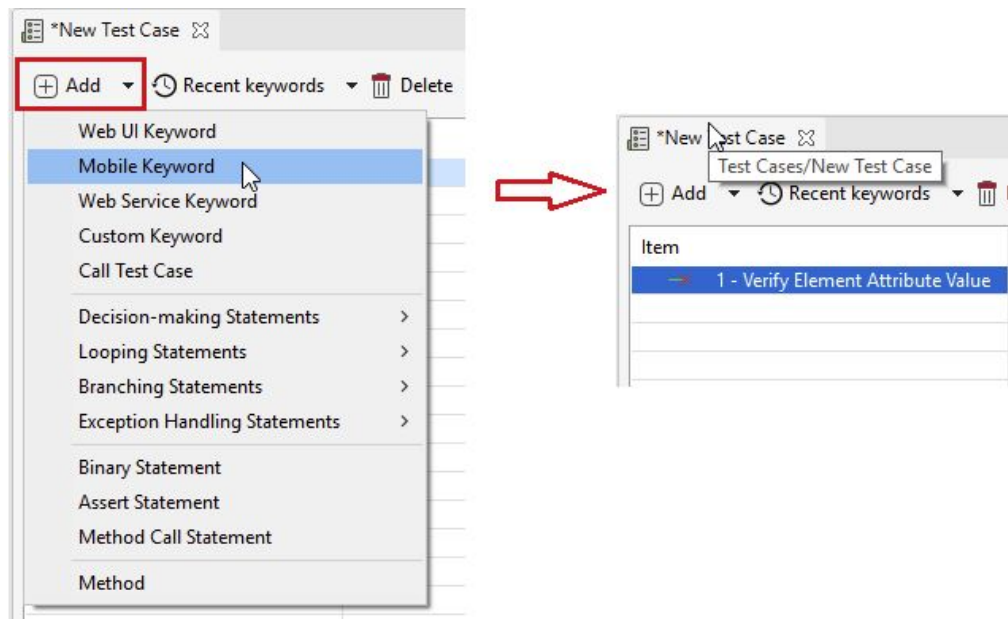 *New Test Case
Add
Recent keywords
Delete
Web UI Keyword
Mobile Keyword
Web Service Keyword
Custom Keyword
Call Test Case
Decision-making Statements
Looping Statements
Branching Statements
Exception Handling Statements
Binary Statement
Assert Statement
Method Call Statement
Method
*New Test Case
Test Cases/New Test Case
Add
Recent keywords
Item
1 - Verify Element Attribute Value